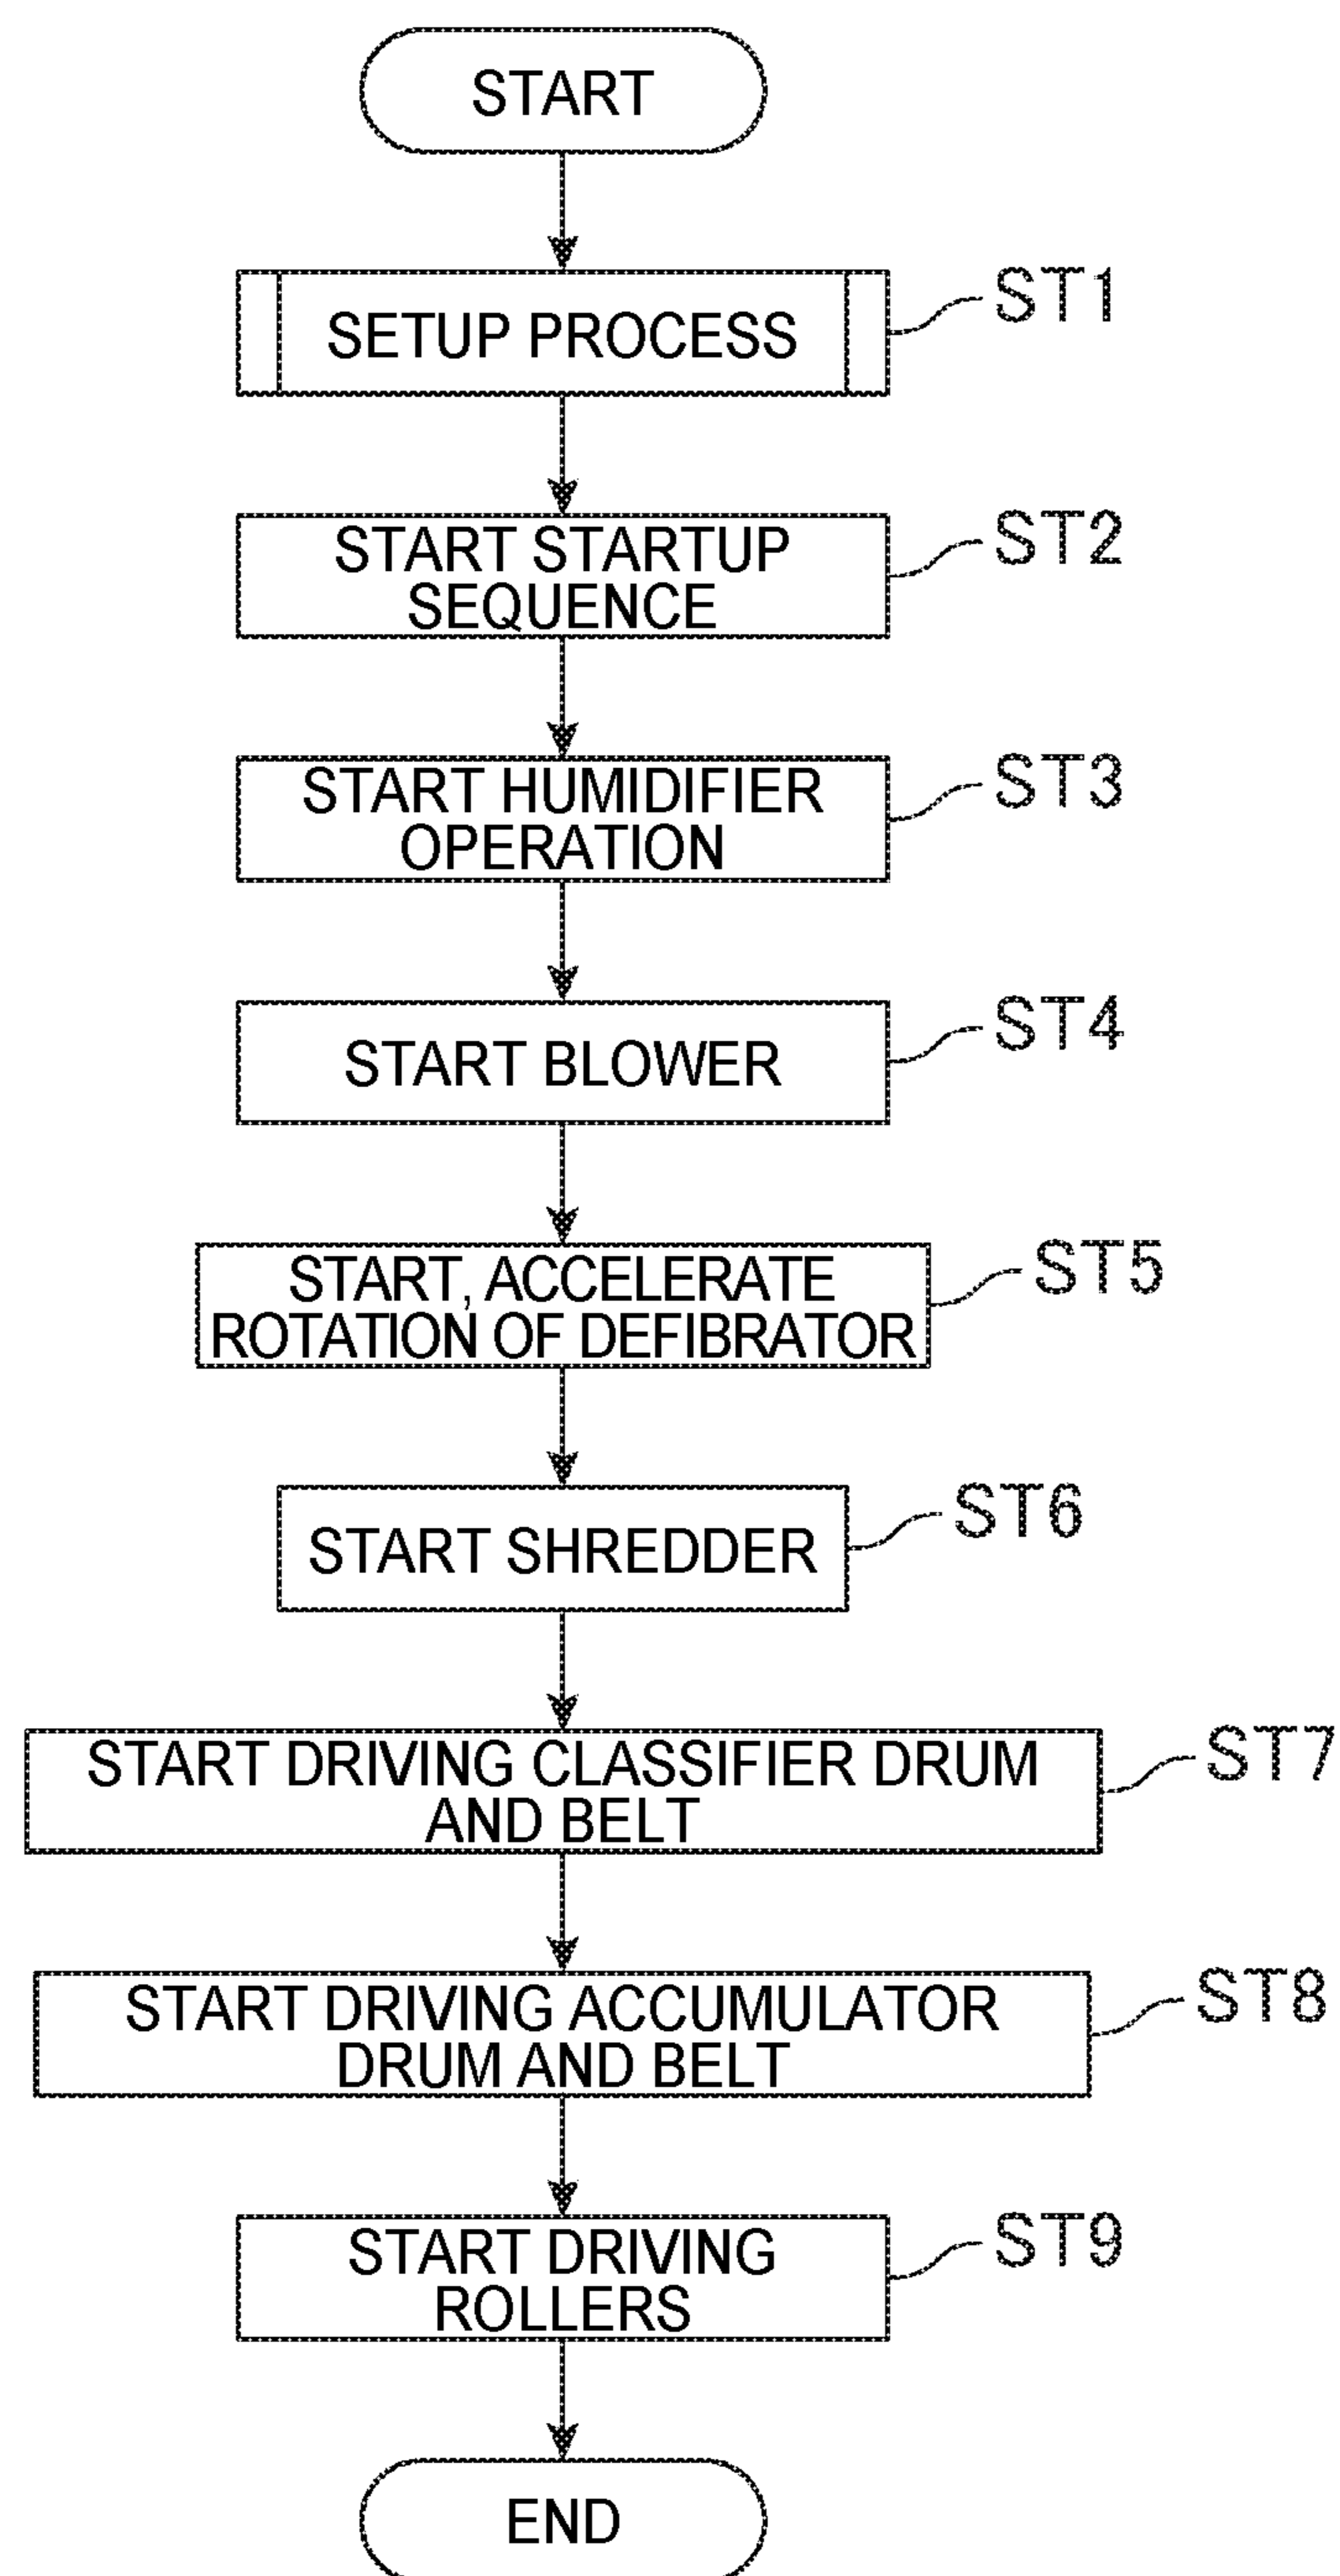 START
SETUP PROCESS
ST1
START STARTUP
SEQUENCE
ST2
START HUMIDIFIER
OPERATION
ST3
START BLOWER
ST4
START, ACCELERATE
ROTATION OF DEFIBRATOR
ST5
START SHREDDER
ST6
START DRIVING CLASSIFIER DRUM
AND BELT
ST7
START DRIVING ACCUMULATOR
DRUM AND BELT
ST8
START DRIVING
ROLLERS
ST9
END